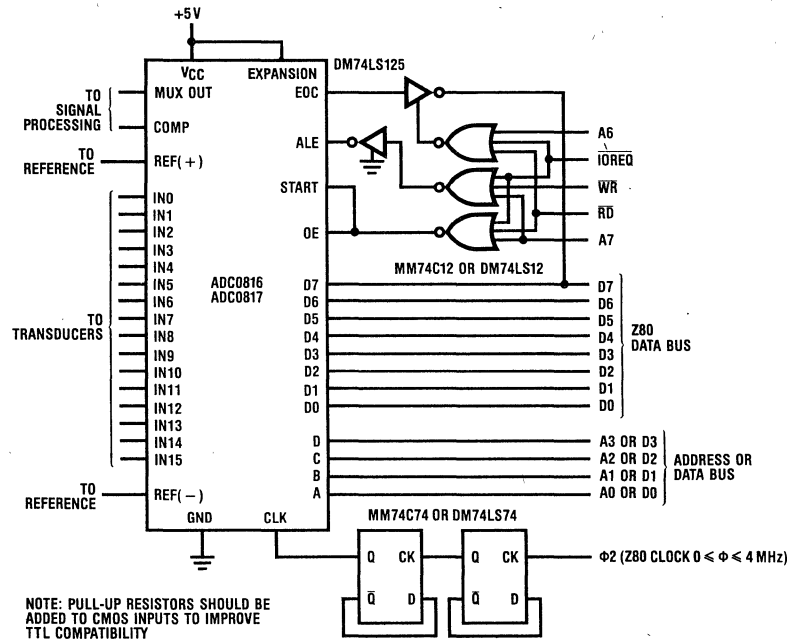 +5V
VCC EXPANSION DM74LS125
TO SIGNAL PROCESSING
MUX OUT
COMP
EOC
ALE
A6
I̅O̅R̅E̅Q̅
TO REFERENCE
REF(+)
START
W̅R̅
R̅D̅
OE
A7
MM74C12 OR DM74LS12
IN0
IN1
IN2
IN3
IN4
IN5
IN6
IN7
IN8
IN9
IN10
IN11
IN12
IN13
IN14
IN15
TO TRANSDUCERS
ADC0816
ADC0817
D7 D7
D6 D6
D5 D5
D4 D4
D3 D3
D2 D2
D1 D1
D0 D0
Z80
DATA BUS
D A3 OR D3
C A2 OR D2
B A1 OR D1
A A0 OR D0
ADDRESS OR
DATA BUS
TO REFERENCE
REF(−)
GND CLK
MM74C74 OR DM74LS74
Q CK Q CK
Q̅ D Q̅ D
Φ2 (Z80 CLOCK 0 ≤ Φ ≤ 4 MHz)
NOTE: PULL-UP RESISTORS SHOULD BE
ADDED TO CMOS INPUTS TO IMPROVE
TTL COMPATIBILITY